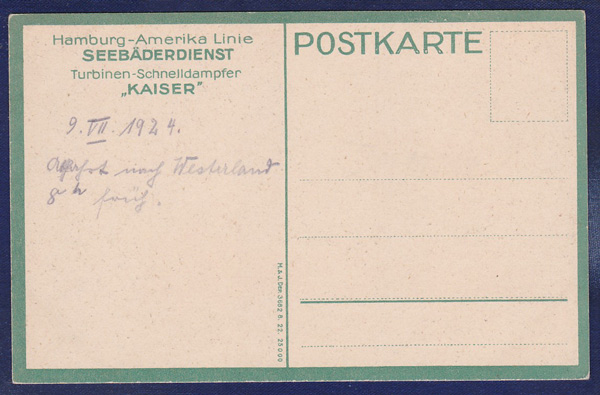 Hamburg-Amerika Linie
SEEBÄDERDIENST
Turbinen-Schnelldampfer
„KAISER”
9. VII. 1924.
Abfahrt nach Westerland
8 h früh.
POSTKARTE